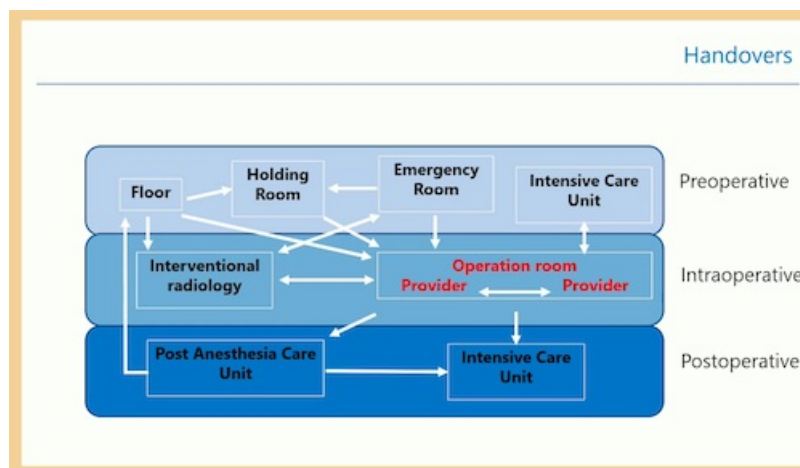 Handovers
Preoperative
Floor
Holding
Room
Emergency
Room
Intensive Care
Unit
Intraoperative
Interventional
radiology
Operation room
Provider Provider
Postoperative
Post Anesthesia Care
Unit
Intensive Care
Unit